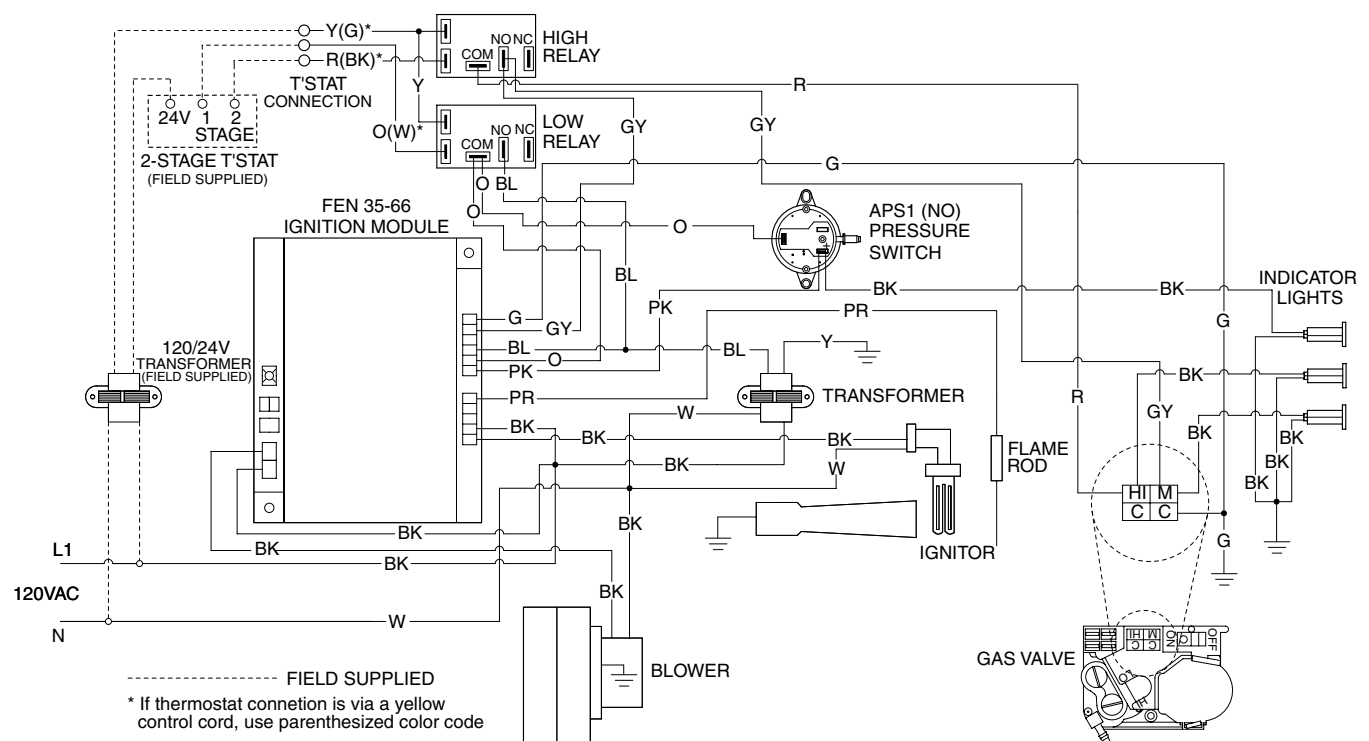 Y(G)*
R(BK)*
T'STAT
CONNECTION
24V 1 2
STAGE
2-STAGE T'STAT
(FIELD SUPPLIED)
COM NO NC
HIGH
RELAY
Y
O(W)*
COM NO NC
LOW
RELAY
O
BL
O
GY
GY
R
G
FEN 35-66
IGNITION MODULE
O
APS1 (NO)
PRESSURE
SWITCH
BL
PK
BK
BK
INDICATOR
LIGHTS
G
GY
BL
O
PK
PR
BK
PR
BL
Y
G
120/24V
TRANSFORMER
(FIELD SUPPLIED)
TRANSFORMER
W
BK
BK
W
BK
BK
R
GY
BK
BK
BK
BK
FLAME
ROD
HI M
C C
IGNITOR
G
BK
BK
BK
BK
BK
L1
120VAC
N
W
BLOWER
GAS VALVE
HI M
C C
ON
OFF
HI
FIELD SUPPLIED
* If thermostat connetion is via a yellow
control cord, use parenthesized color code